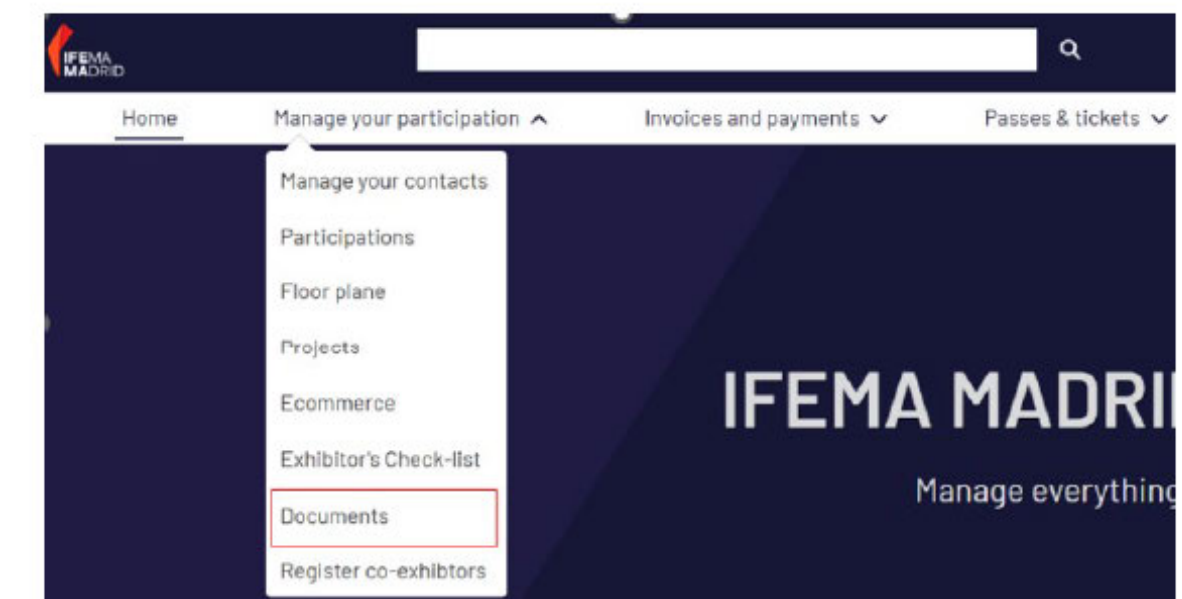 IFEMA
MADRID
Home Manage your participation Invoices and payments Passes & tickets
Manage your contacts
Participations
Floor plane
Projects
Ecommerce
Exhibitor's Check-list
Documents
Register co-exhibtors
IFEMA MADRI
Manage everything